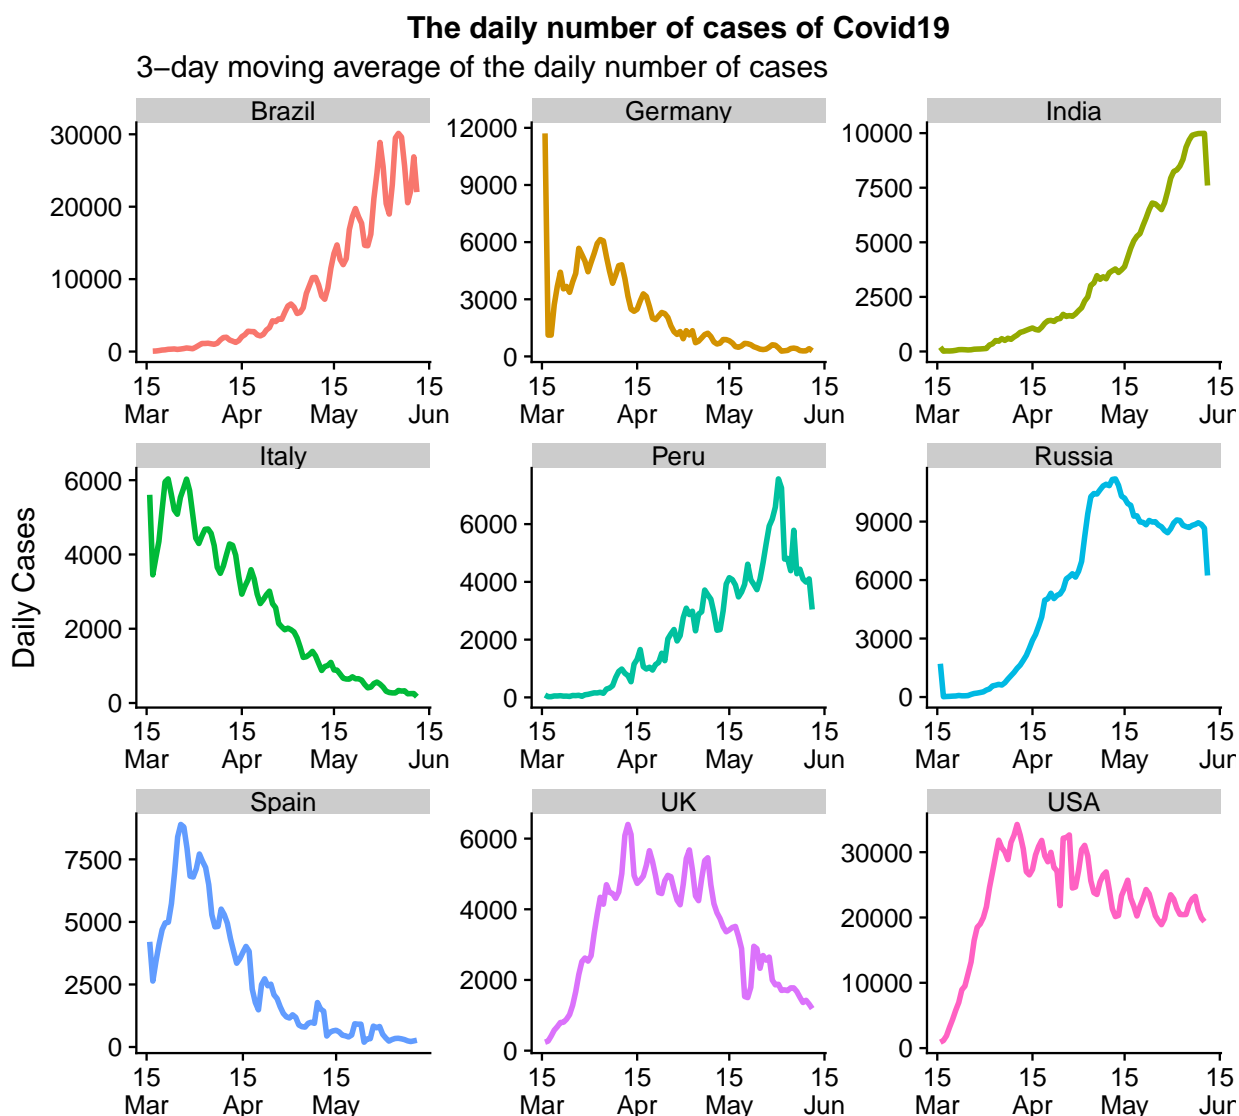 The daily number of cases of Covid19
3−day moving average of the daily number of cases
Daily Cases
Brazil
30000
20000
10000
0
15 15 15 15
Mar Apr May Jun
Germany
12000
9000
6000
3000
0
15 15 15 15
Mar Apr May Jun
India
10000
7500
5000
2500
0
15 15 15 15
Mar Apr May Jun
Italy
6000
4000
2000
0
15 15 15 15
Mar Apr May Jun
Peru
6000
4000
2000
0
15 15 15 15
Mar Apr May Jun
Russia
9000
6000
3000
0
15 15 15 15
Mar Apr May Jun
Spain
7500
5000
2500
0
15 15 15
Mar Apr May
UK
6000
4000
2000
0
15 15 15 15
Mar Apr May Jun
USA
30000
20000
10000
0
15 15 15 15
Mar Apr May Jun